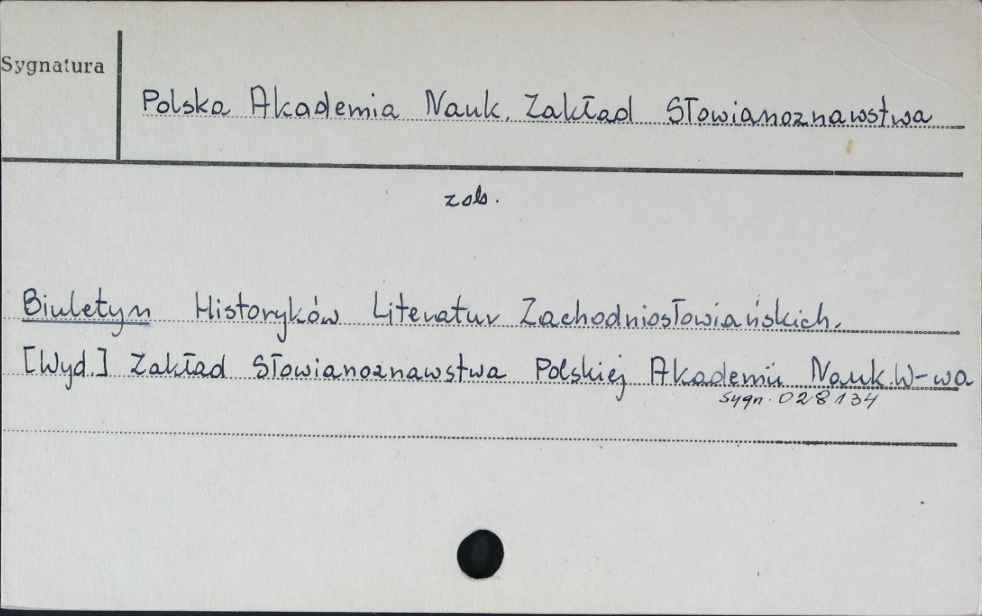 Sygnatura
Polska Akademia Nauk. Zakład Słowianoznawstwa
zob.
Biuletyn Historyków Literatur Zachodniosłowiańskich.
[Wyd.] Zakład Słowianoznawstwa Polskiej Akademii Nauk. W-wa
Sygn. 028134